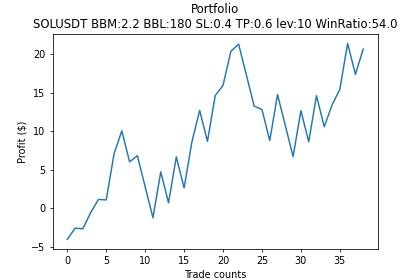 Portfolio
SOLUSDT BBM:2.2 BBL:180 SL:0.4 TP:0.6 lev:10 WinRatio:54.0
Profit ($)
20
15
10
5
0
−5
0 5 10 15 20 25 30 35
Trade counts